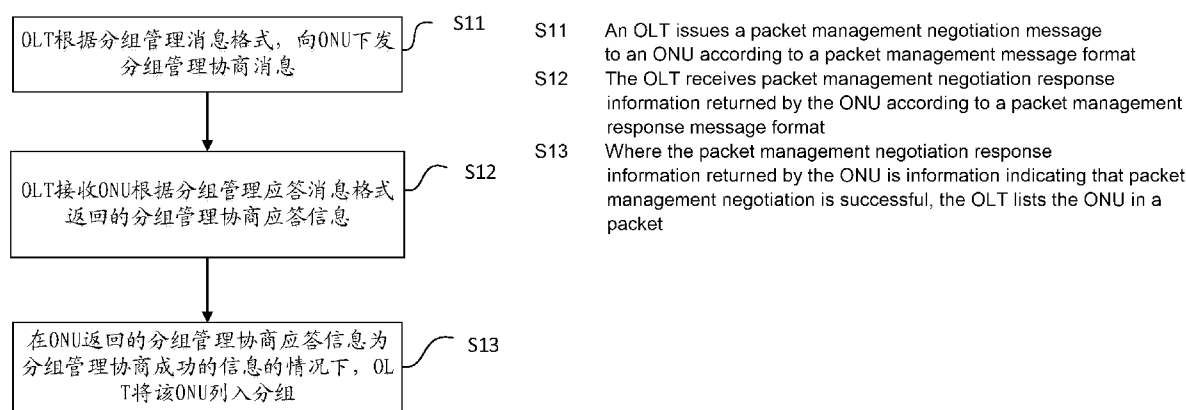 OLT根据分组管理消息格式，向ONU下发
分组管理协商消息
S11
OLT接收ONU根据分组管理应答消息格式
返回的分组管理协商应答信息
S12
在ONU返回的分组管理协商应答信息为
分组管理协商成功的信息的情况下，OL
T将该ONU列入分组
S13
S11 An OLT issues a packet management negotiation message
to an ONU according to a packet management message format
S12 The OLT receives packet management negotiation response
information returned by the ONU according to a packet management
response message format
S13 Where the packet management negotiation response
information returned by the ONU is information indicating that packet
management negotiation is successful, the OLT lists the ONU in a
packet